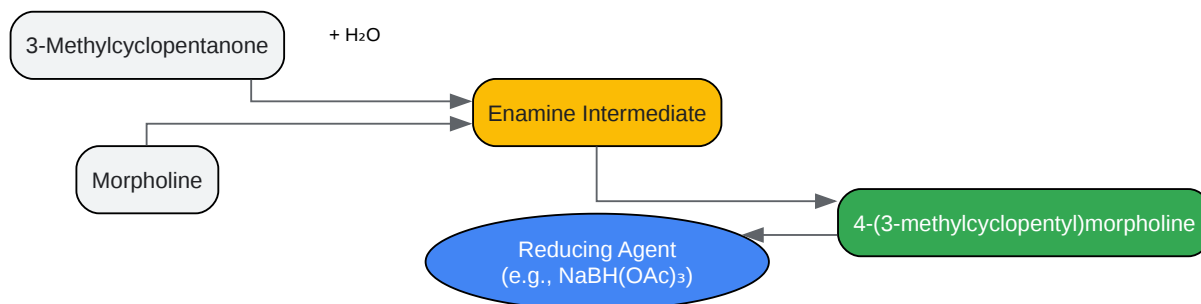 3-Methylcyclopentanone
+ H₂O
Enamine Intermediate
Morpholine
4-(3-methylcyclopentyl)morpholine
Reducing Agent
(e.g., NaBH(OAc)₃)